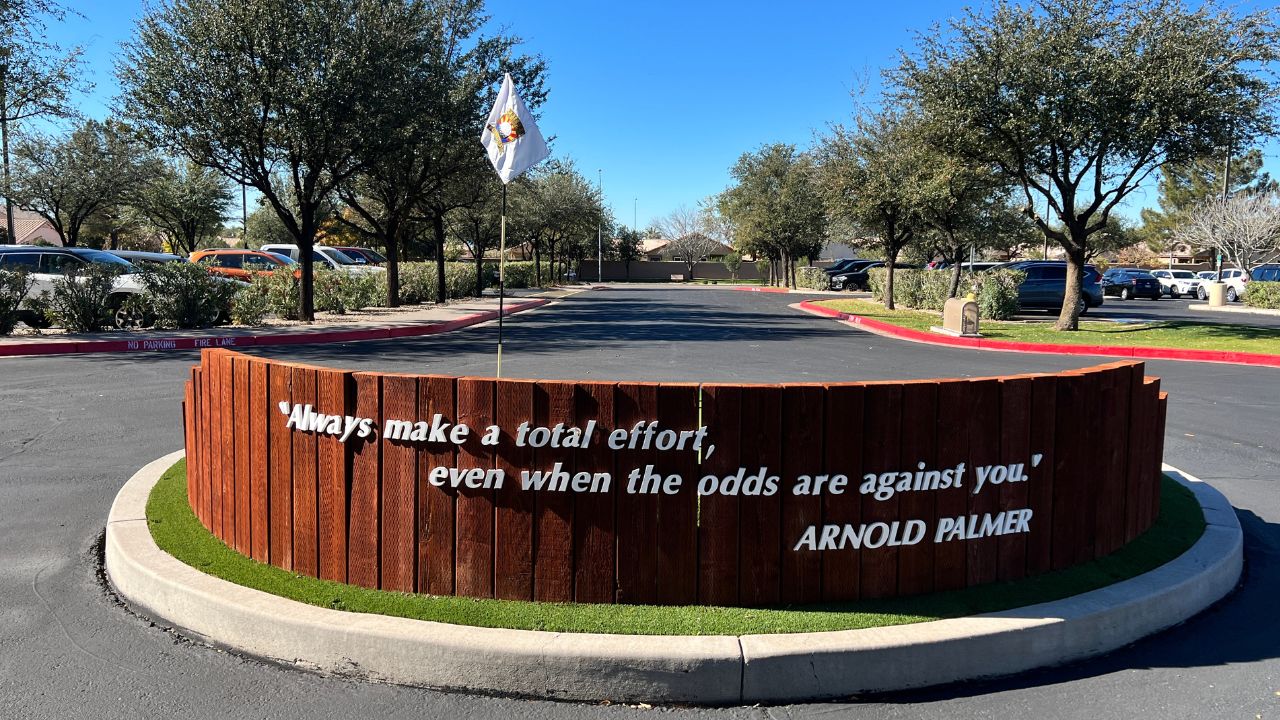 "Always make a total effort,
even when the odds are against you."
ARNOLD PALMER
NO PARKING FIRE LANE